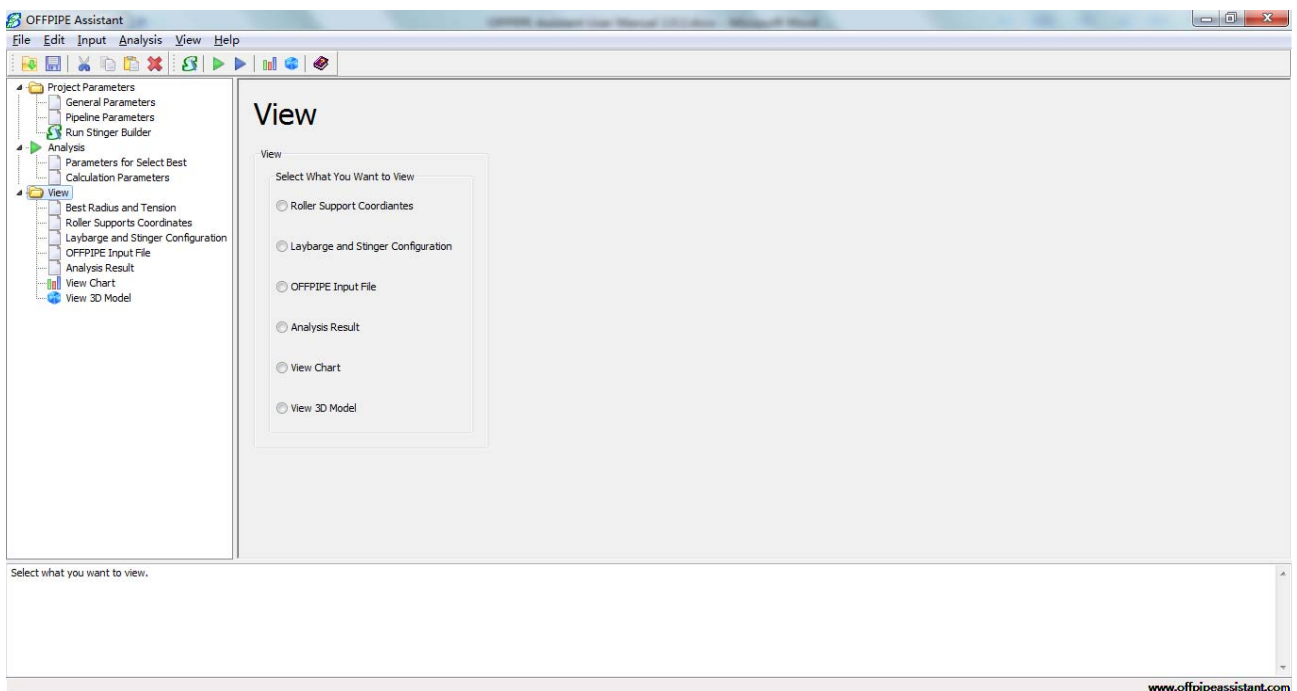 OFFPIPE Assistant
File Edit Input Analysis View Help
Project Parameters
General Parameters
Pipeline Parameters
Run Stinger Builder
Analysis
Parameters for Select Best
Calculation Parameters
View
Best Radius and Tension
Roller Supports Coordinates
Laybarge and Stinger Configuration
OFFPIPE Input File
Analysis Result
View Chart
View 3D Model
View
View
Select What You Want to View
Roller Support Coordiantes
Laybarge and Stinger Configuration
OFFPIPE Input File
Analysis Result
View Chart
View 3D Model
Select what you want to view.
www.offpipeassistant.com